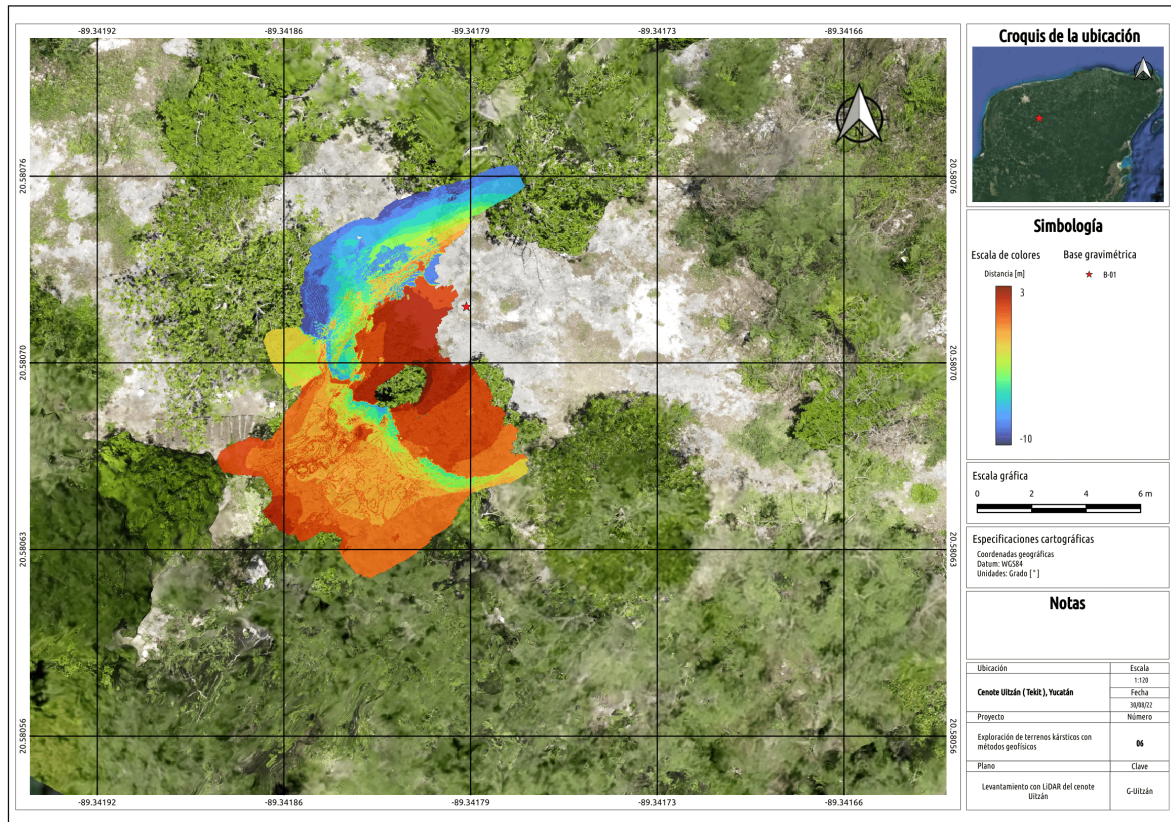 -89.34192 -89.34186 -89.34179 -89.34173 -89.34166
20.58076 20.58076
20.58070 20.58070
20.58063 20.58063
20.58056 20.58056
-89.34192 -89.34186 -89.34179 -89.34173 -89.34166
N
Croquis de la ubicación
Simbología
Escala de colores Base gravimétrica
Distancia [m] B-01
3
-10
Escala gráfica
0 2 4 6 m
Especificaciones cartográficas
Coordenadas geográficas
Datum: WGS84
Unidades: Grado [°]
Notas
Ubicación Escala
Cenote Uitzán ( Tekit ), Yucatán 1:120
Fecha
30/08/22
Proyecto Número
Exploración de terrenos kársticos con
métodos geofísicos 06
Plano Clave
Levantamiento con LiDAR del cenote
Uitzán G-Uitzán